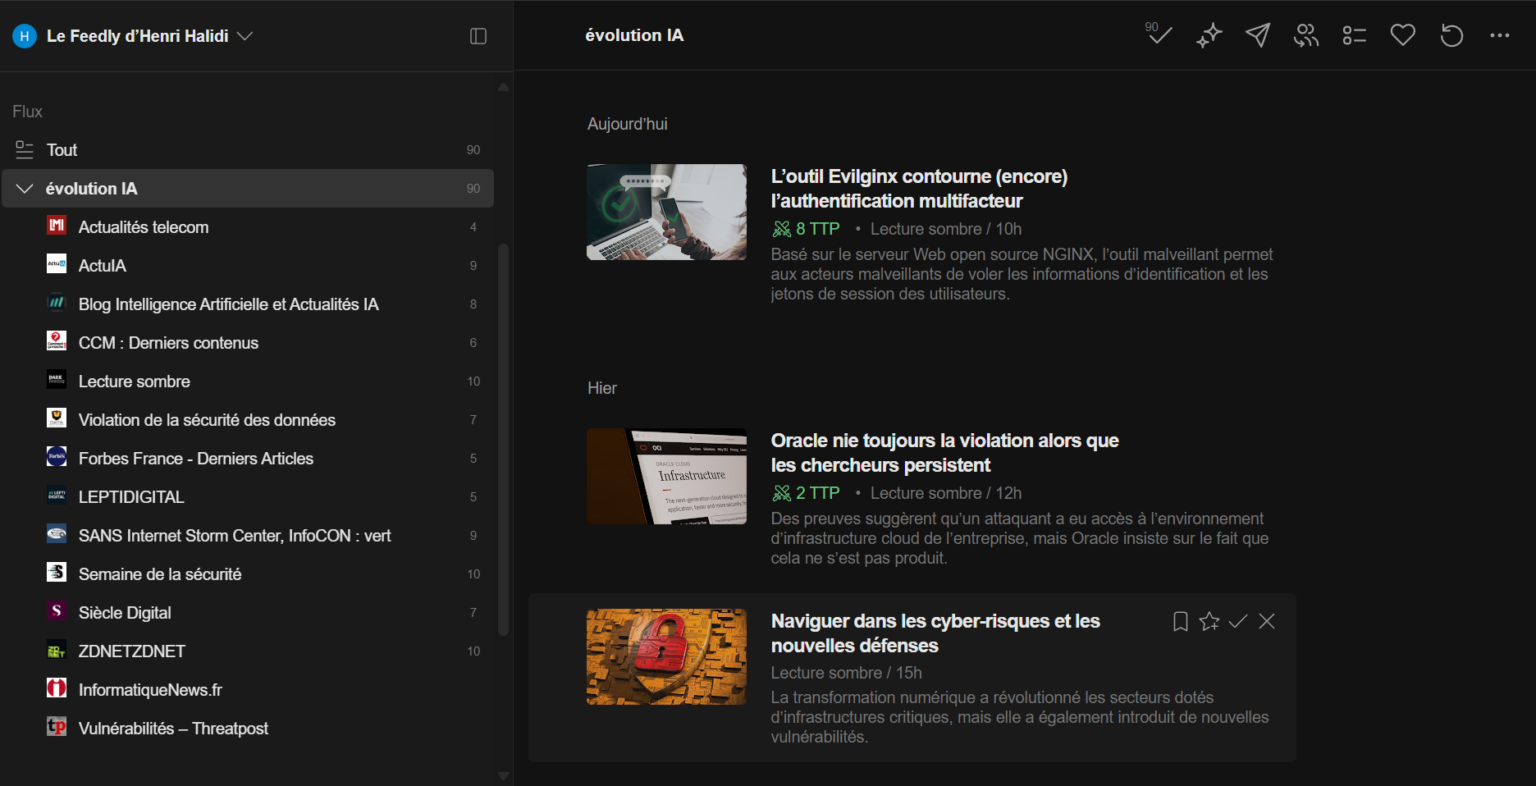 H
Le Feedly d’Henri Halidi
Flux
Tout 90
évolution IA 90
Actualités telecom 4
ActuIA 9
Blog Intelligence Artificielle et Actualités IA 8
CCM : Derniers contenus 6
Lecture sombre 10
Violation de la sécurité des données 7
Forbes France - Derniers Articles 5
LEPTIDIGITAL 5
SANS Internet Storm Center, InfoCON : vert 9
Semaine de la sécurité 10
Siècle Digital 7
ZDNETZDNET 10
InformatiqueNews.fr
Vulnérabilités – Threatpost
évolution IA
90
Aujourd’hui
L’outil Evilginx contourne (encore)
l’authentification multifacteur
8 TTP • Lecture sombre / 10h
Basé sur le serveur Web open source NGINX, l’outil malveillant permet
aux acteurs malveillants de voler les informations d’identification et les
jetons de session des utilisateurs.
Hier
ORACLE CLOUD
Infrastructure
Oracle nie toujours la violation alors que
les chercheurs persistent
2 TTP • Lecture sombre / 12h
Des preuves suggèrent qu’un attaquant a eu accès à l’environnement
d’infrastructure cloud de l’entreprise, mais Oracle insiste sur le fait que
cela ne s’est pas produit.
Naviguer dans les cyber-risques et les
nouvelles défenses
Lecture sombre / 15h
La transformation numérique a révolutionné les secteurs dotés
d’infrastructures critiques, mais elle a également introduit de nouvelles
vulnérabilités.